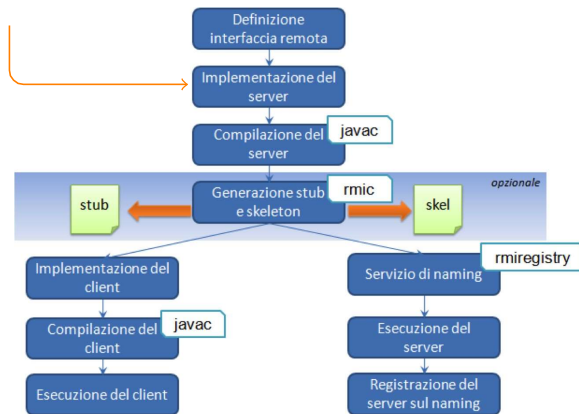 Definizione
interfaccia remota
Implementazione del
server
Compilazione del
server
javac
opzionale
Generazione stub
e skeleton
rmic
stub
skel
Implementazione del
client
Servizio di naming
rmiregistry
Compilazione del
client
javac
Esecuzione del
server
Esecuzione del client
Registrazione del
server sul naming